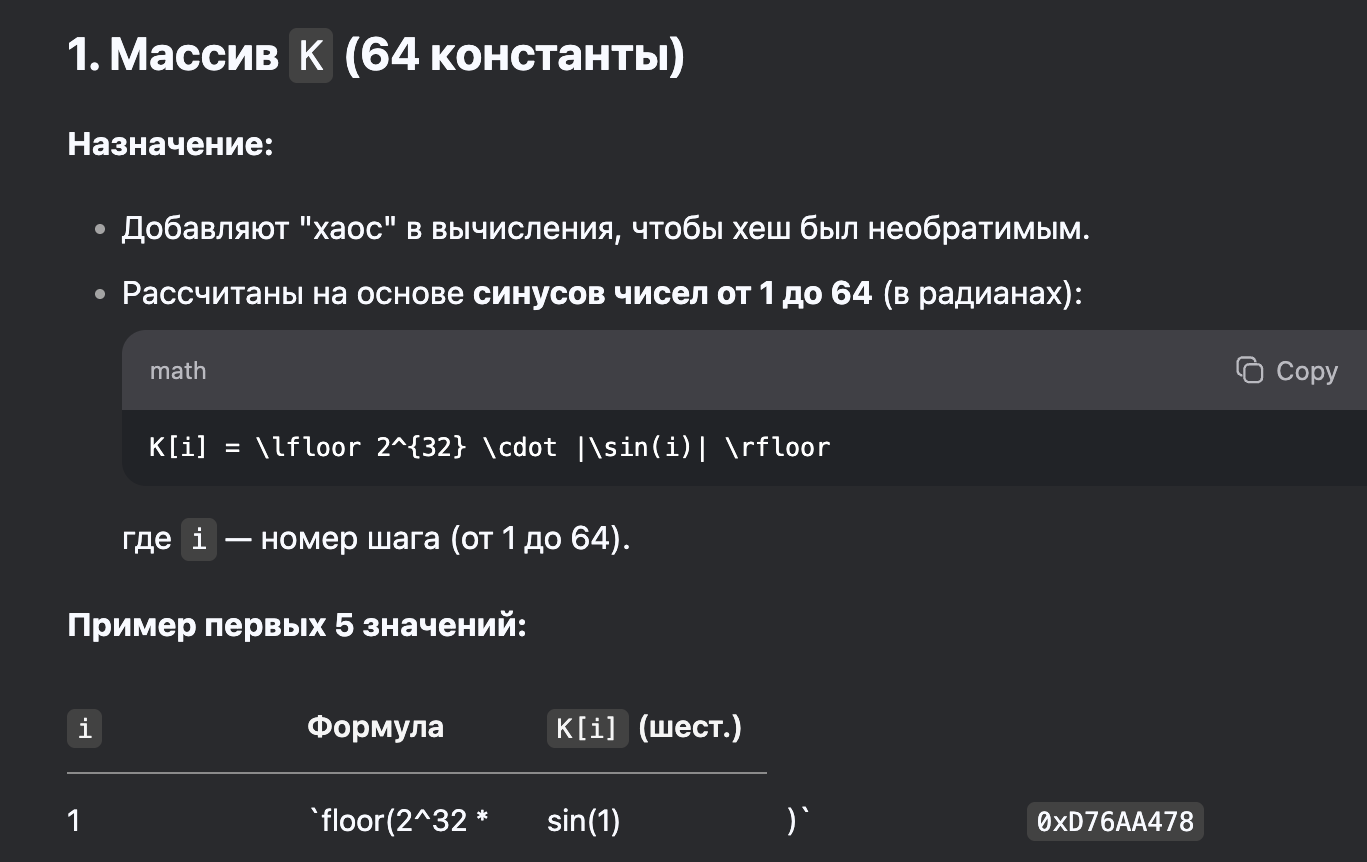 1. Массив K (64 константы)
Назначение:
• Добавляют "хаос" в вычисления, чтобы хеш был необратимым.
• Рассчитаны на основе синусов чисел от 1 до 64 (в радианах):
math Copy
K[i] = \lfloor 2^{32} \cdot |\sin(i)| \rfloor
где i — номер шага (от 1 до 64).
Пример первых 5 значений:
i Формула K[i] (шест.)
1 `floor(2^32 * sin(1) )` 0xD76AA478